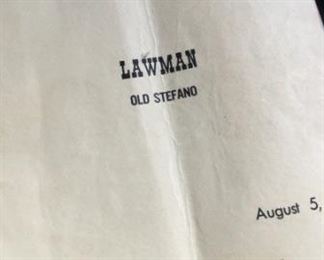 LAWMAN
OLD STEFANO
August 5,